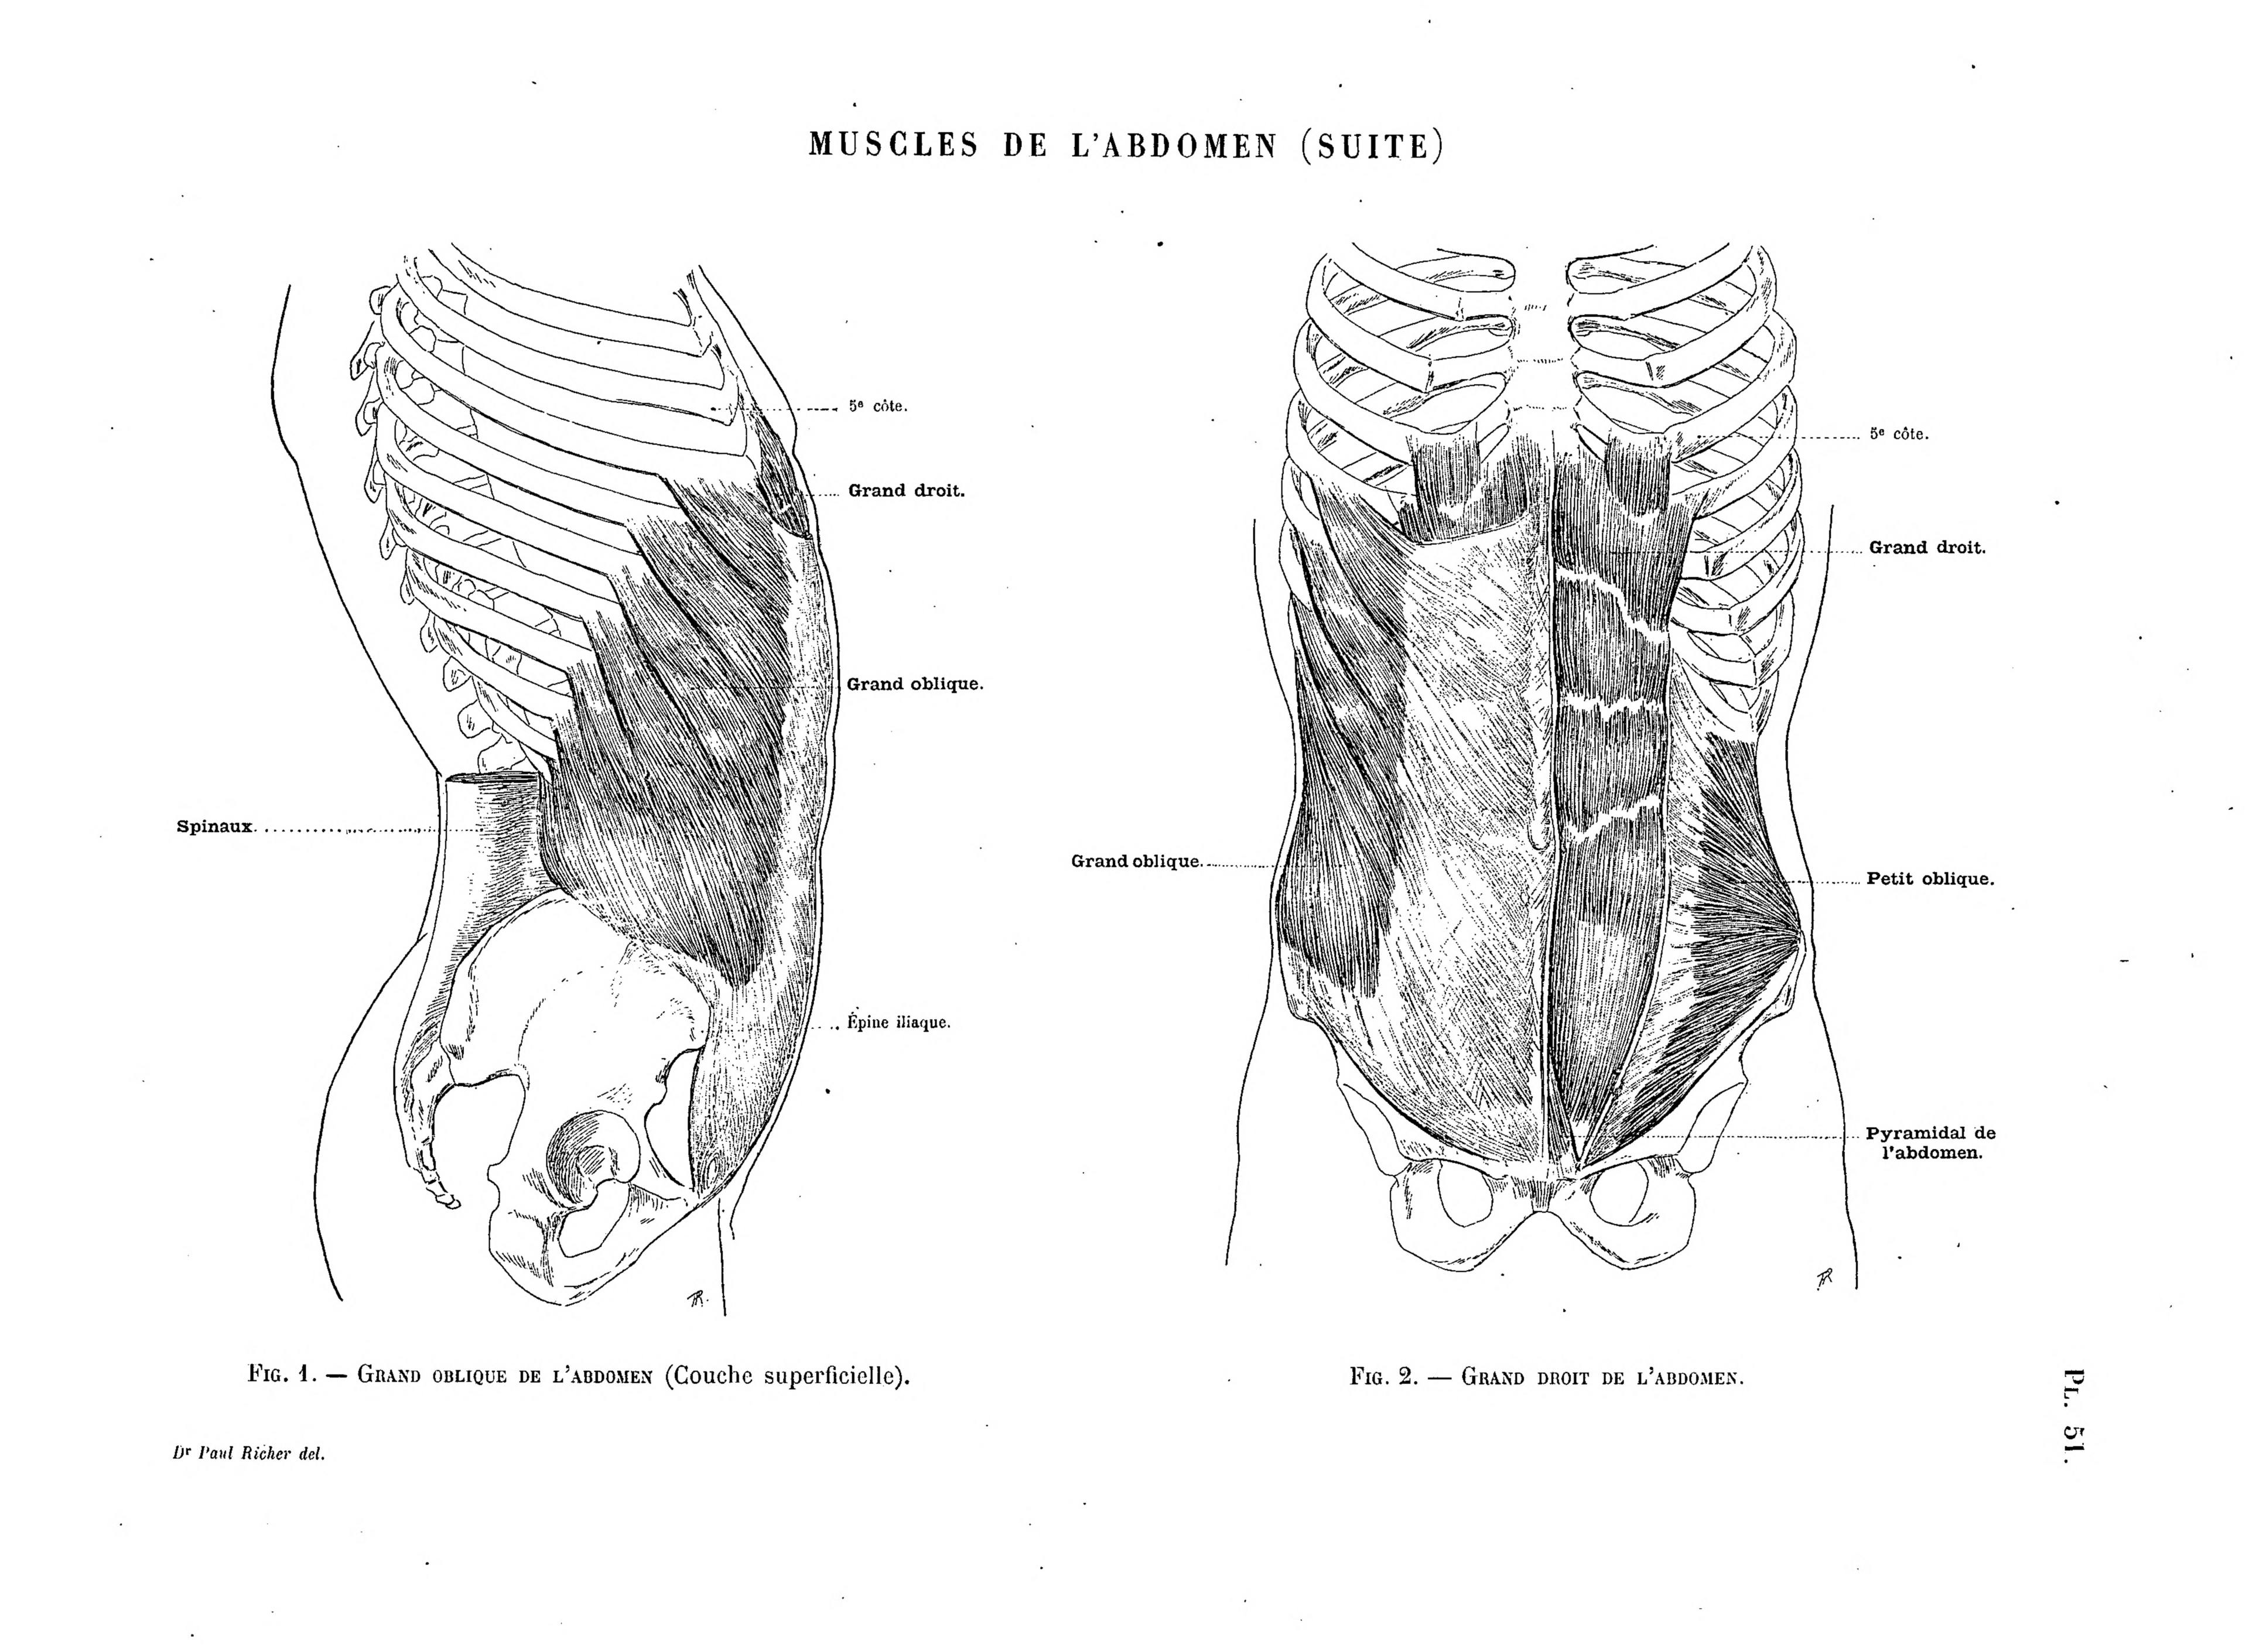 MUSCLES DE L'ABDOMEN (SUITE)
5e côte.
Grand droit.
Grand oblique.
Spinaux.
Épine iliaque.
FIG. 1. — GRAND OBLIQUE DE L'ABDOMEN (Couche superficielle).
5e côte.
Grand droit.
Grand oblique.
Petit oblique.
Pyramidal de
l'abdomen.
FIG. 2. — GRAND DROIT DE L'ABDOMEN.
Dr Paul Richer del.
PL. 51.